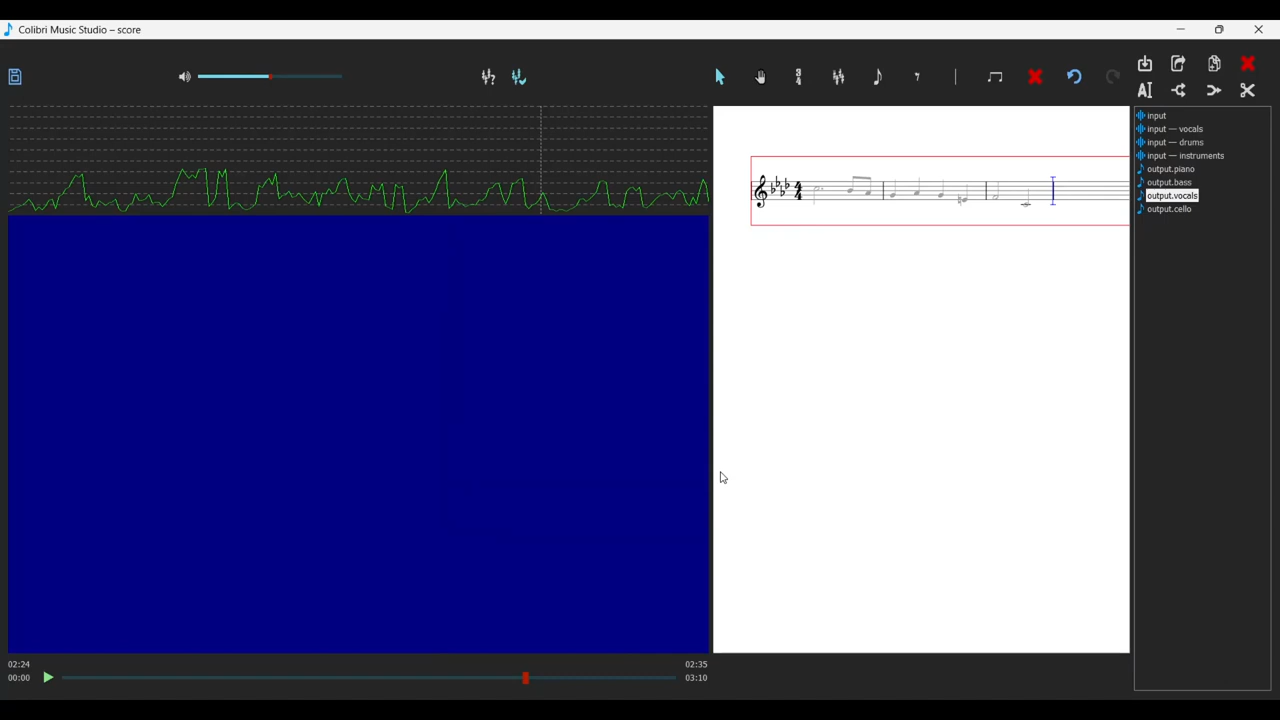 Colibri Music Studio – score
input
input — vocals
input — drums
input — instruments
output.piano
output.bass
output.vocals
output.cello
02:24
02:35
00:00
03:10